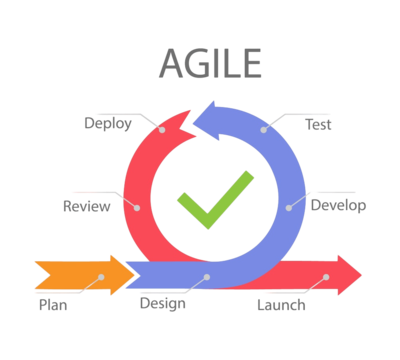 AGILE
Deploy
Test
Review
Develop
Plan
Design
Launch